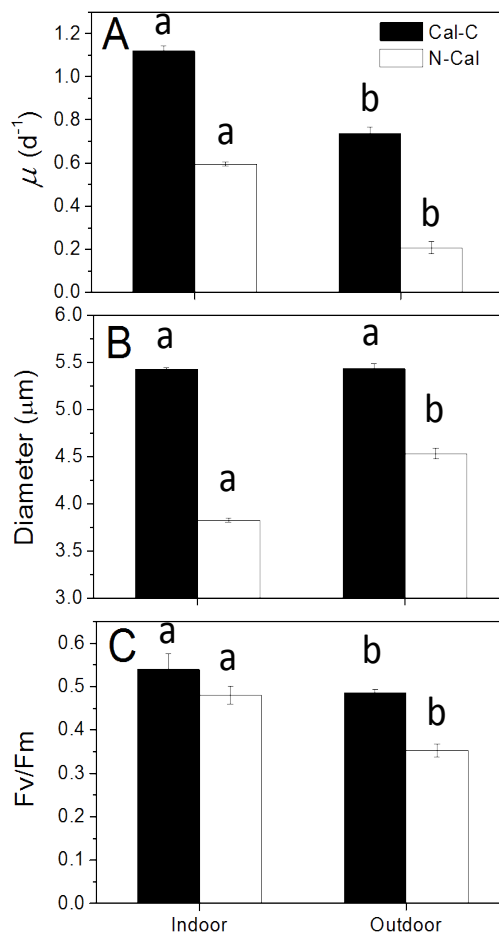 A
Cal-C
N-Cal
a
a
b
b
1.2
1.0
0.8
0.6
0.4
0.2
0.0
μ (d⁻¹)
B
a
a
a
b
6.0
5.5
5.0
4.5
4.0
3.5
3.0
Diameter (μm)
C
a
a
b
b
0.6
0.5
0.4
0.3
0.2
0.1
0.0
Fv/Fm
Indoor Outdoor